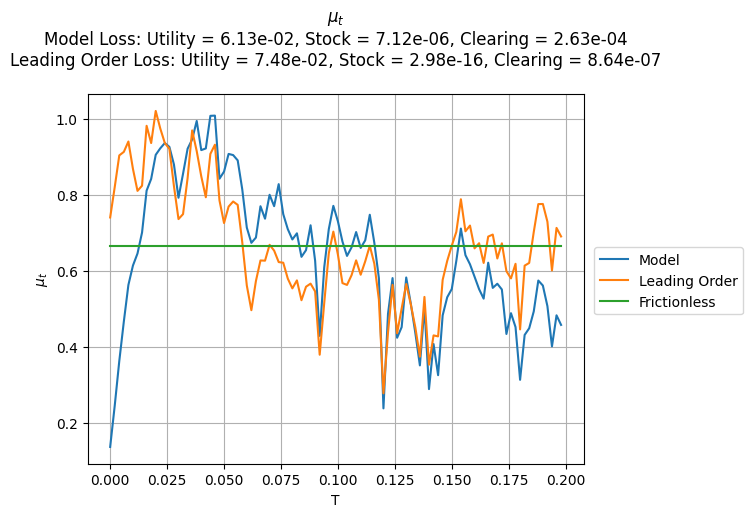 μt
Model Loss: Utility = 6.13e-02, Stock = 7.12e-06, Clearing = 2.63e-04
Leading Order Loss: Utility = 7.48e-02, Stock = 2.98e-16, Clearing = 8.64e-07
1.0
0.8
0.6
0.4
0.2
μt
0.000 0.025 0.050 0.075 0.100 0.125 0.150 0.175 0.200
T
Model
Leading Order
Frictionless